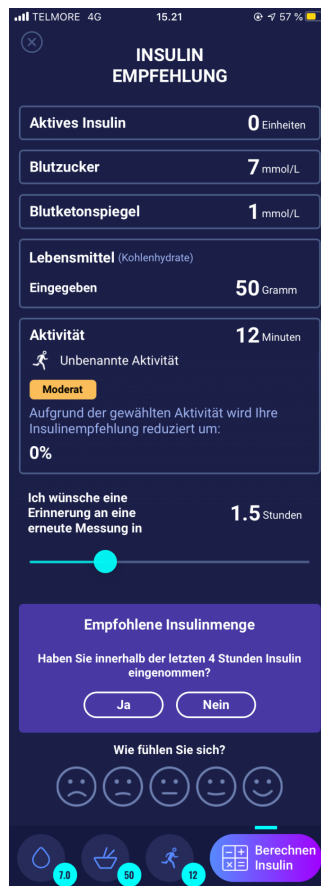 TELMORE 4G 15.21 57 %
INSULIN
EMPFEHLUNG
Aktives Insulin 0 Einheiten
Blutzucker 7 mmol/L
Blutketonspiegel 1 mmol/L
Lebensmittel (Kohlenhydrate)
Eingegeben 50 Gramm
Aktivität 12 Minuten
Unbenannte Aktivität
Moderat
Aufgrund der gewählten Aktivität wird Ihre
Insulinempfehlung reduziert um:
0%
Ich wünsche eine
Erinnerung an eine
erneute Messung in
1.5 Stunden
Empfohlene Insulinmenge
Haben Sie innerhalb der letzten 4 Stunden Insulin
eingenommen?
Ja Nein
Wie fühlen Sie sich?
7.0 50 12
Berechnen
Insulin